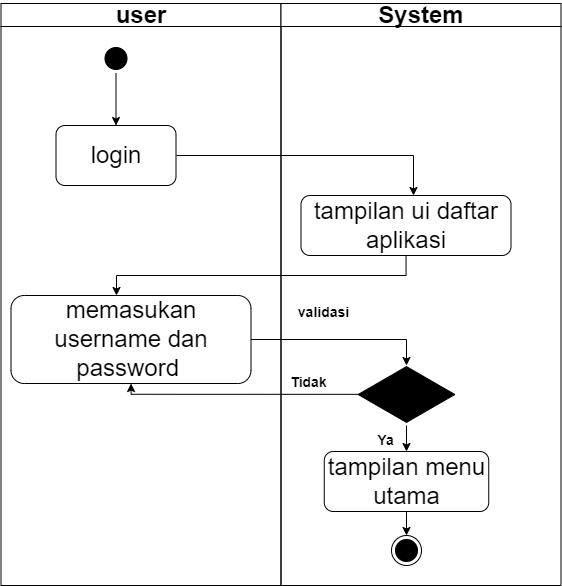 user
System
login
tampilan ui daftar
aplikasi
memasukan
username dan
password
validasi
Tidak
Ya
tampilan menu
utama